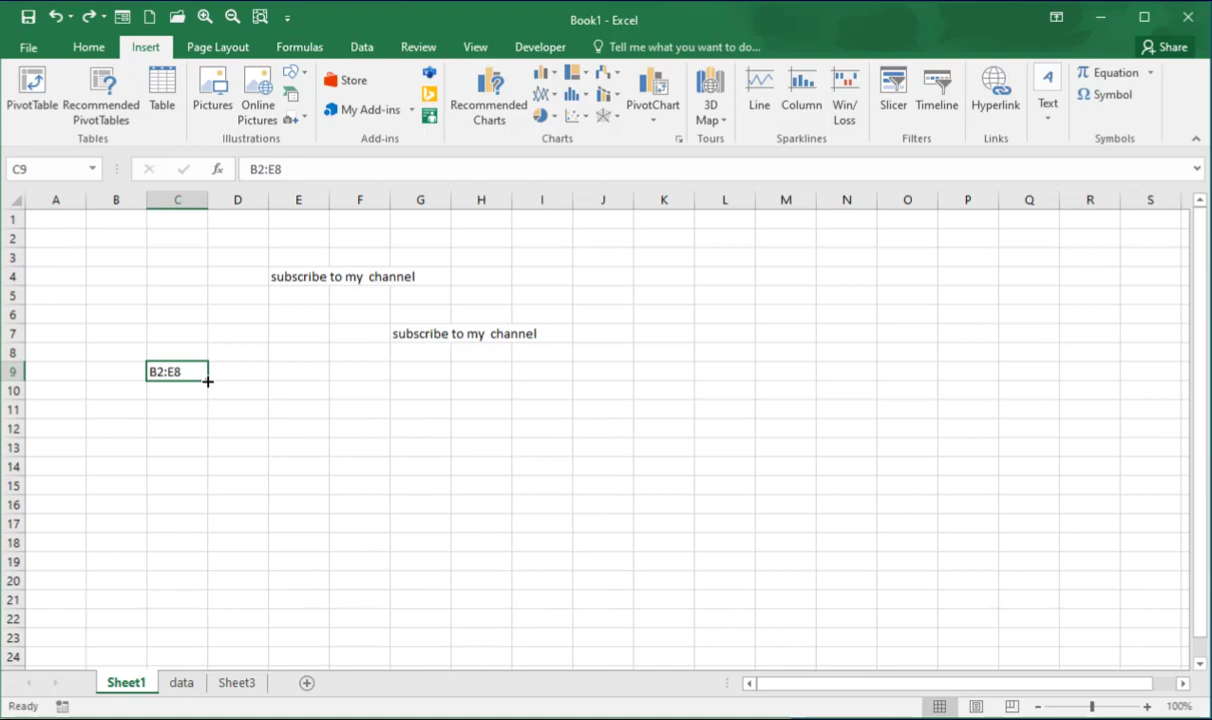 Book1 - Excel
File Home Insert Page Layout Formulas Data Review View Developer Tell me what you want to do... Share
PivotTable Recommended PivotTables Table Pictures Online Pictures Store My Add-ins Recommended Charts PivotChart 3D Map Line Column Win/Loss Slicer Timeline Hyperlink Text Equation Symbol
Tables Illustrations Add-ins Charts Tours Sparklines Filters Links Symbols
C9 fx B2:E8
A B C D E F G H I J K L M N O P Q R S
1
2
3
4 subscribe to my channel
5
6
7 subscribe to my channel
8
9 B2:E8
10
11
12
13
14
15
16
17
18
19
20
21
22
23
24
Sheet1 data Sheet3
Ready 100%